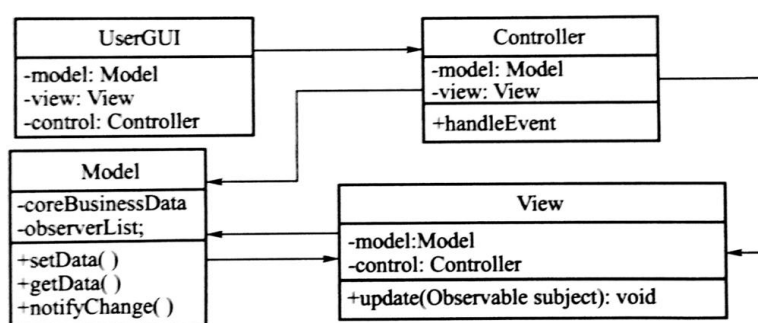 UserGUI
-model: Model
-view: View
-control: Controller
Controller
-model: Model
-view: View
+handleEvent
Model
-coreBusinessData
-observerList;
+setData( )
+getData( )
+notifyChange( )
View
-model:Model
-control: Controller
+update(Observable subject): void